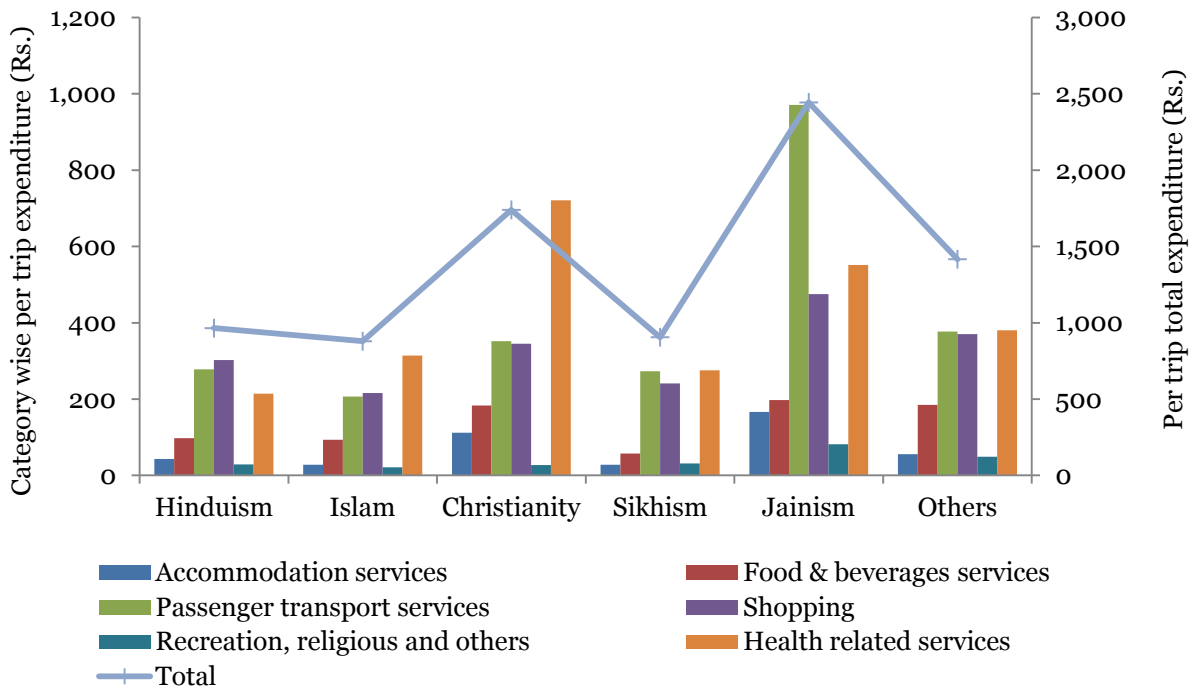 Category wise per trip expenditure (Rs.)
1,200
1,000
800
600
400
200
0
3,000
2,500
2,000
1,500
1,000
500
0
Per trip total expenditure (Rs.)
Hinduism Islam Christianity Sikhism Jainism Others
Accommodation services Food & beverages services
Passenger transport services Shopping
Recreation, religious and others Health related services
Total